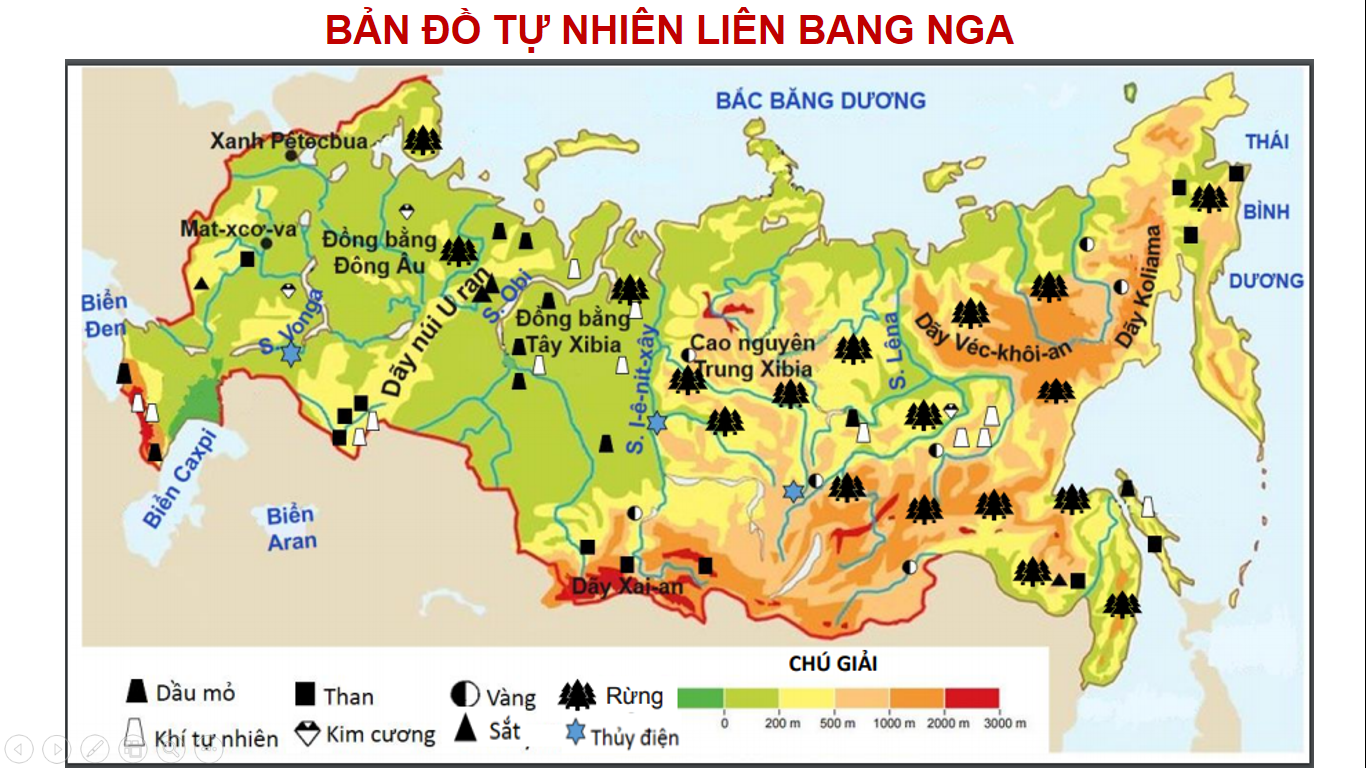 BẢN ĐỒ TỰ NHIÊN LIÊN BANG NGA
BẮC BĂNG DƯƠNG
Xanh Pêtecbua
THÁI
BÌNH
DƯƠNG
Mat-xcơ-va
Đồng bằng
Đông Âu
Dãy núi U ran
S. Obi
Biển
Đen
S. Vonga
Đồng bằng
Tây Xibia
S. I-ê-nit-xây
Cao nguyên
Trung Xibia
S. Lêna
Dãy Véc-khôi-an
Dãy Koliama
Biển Caxpi
Biển
Aran
Dãy Xai-an
CHÚ GIẢI
Dầu mỏ
Than
Vàng
Rừng
Khí tự nhiên
Kim cương
Sắt
Thủy điện
0
200 m
500 m
1000 m
2000 m
3000 m